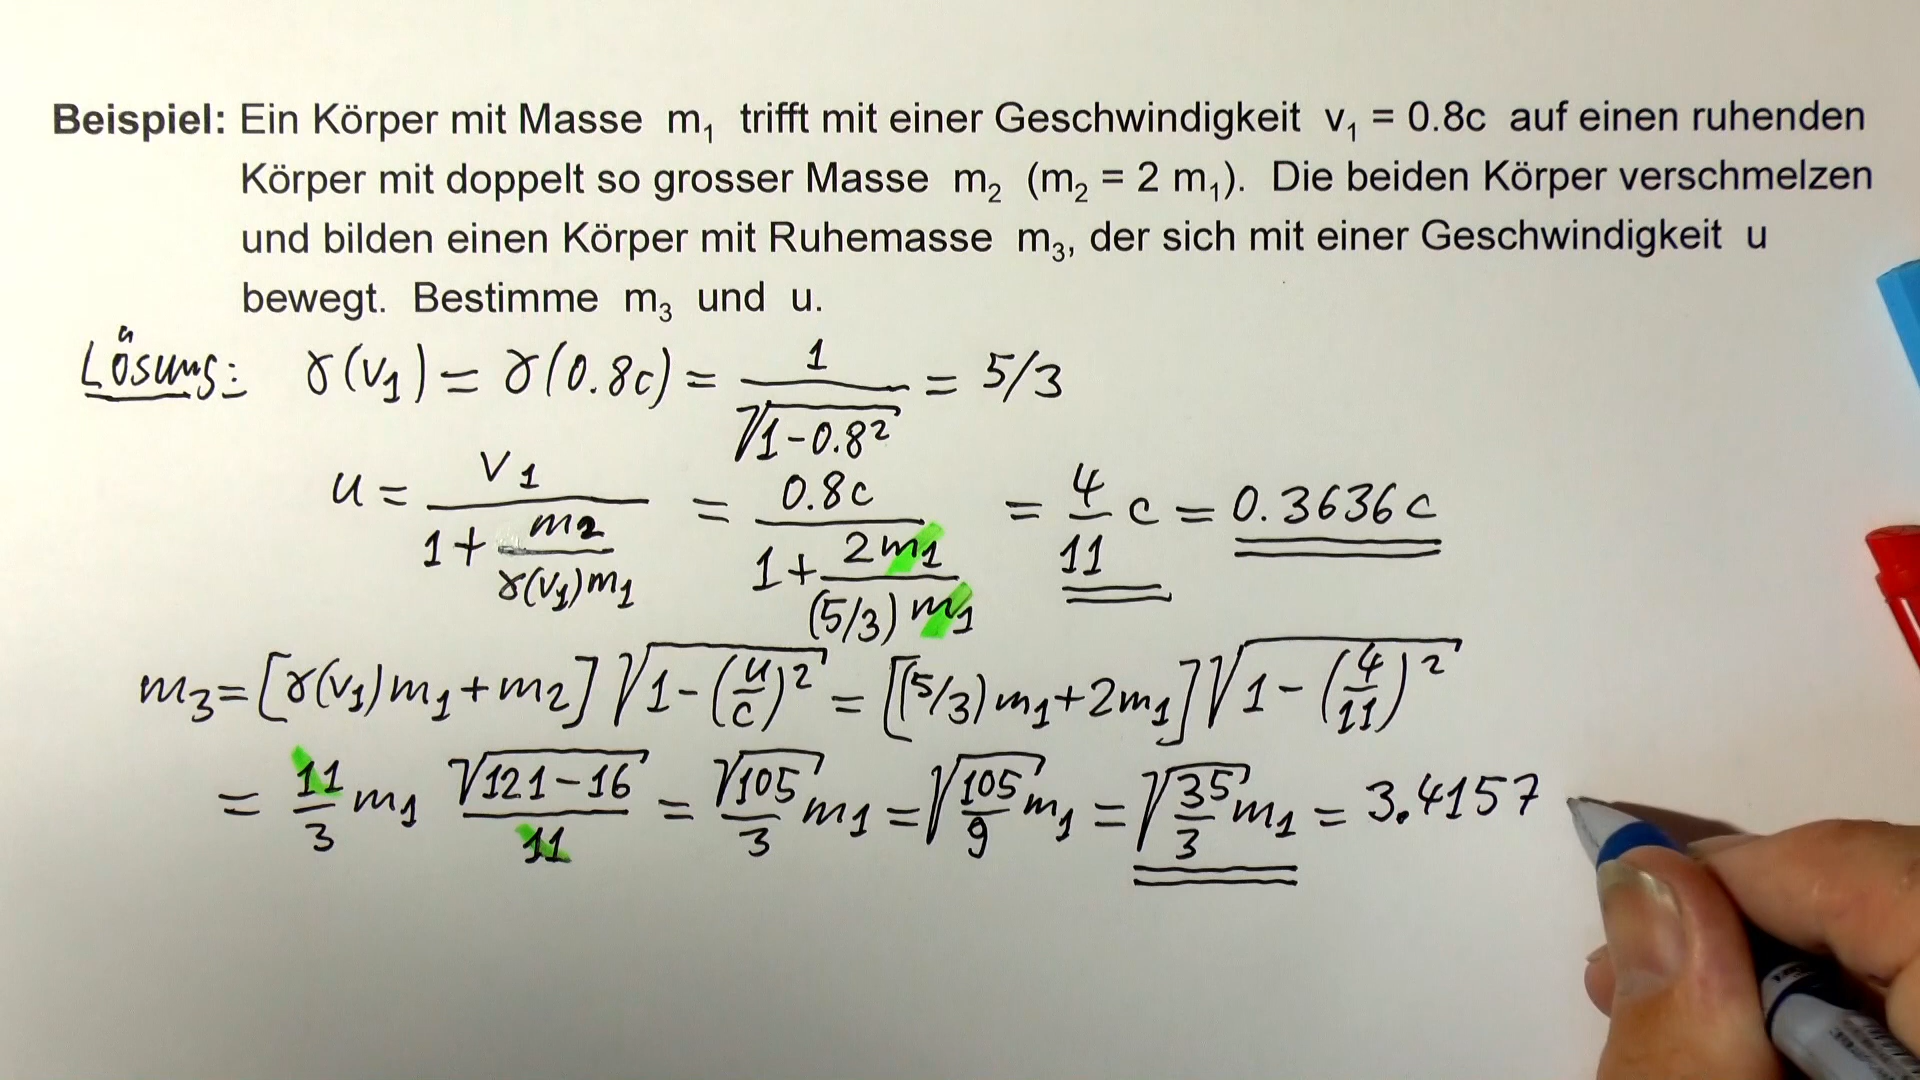 Beispiel: Ein Körper mit Masse m₁ trifft mit einer Geschwindigkeit v₁ = 0.8c auf einen ruhenden
Körper mit doppelt so grosser Masse m₂ (m₂ = 2 m₁). Die beiden Körper verschmelzen
und bilden einen Körper mit Ruhemasse m₃, der sich mit einer Geschwindigkeit u
bewegt. Bestimme m₃ und u.
Lösung: γ(v₁) = γ(0.8c) = 1/√(1-0.8²) = 5/3
u = v₁/(1+m₂/(γ(v₁)m₁)) = 0.8c/(1+2m₁/((5/3)m₁)) = 4/11 c = 0.3636c
m₃ = [γ(v₁)m₁+m₂]√(1-(u/c)²) = [(5/3)m₁+2m₁]√(1-(4/11)²)
= 11/3 m₁ √(121-16)/11 = √105/3 m₁ = √(105/9) m₁ = √(35/3) m₁ = 3.4157